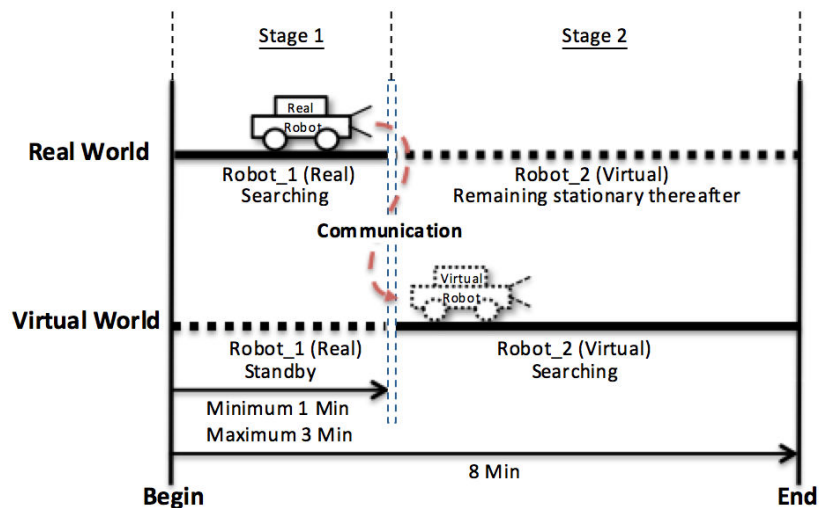 Stage 1
Stage 2
Real
Robot
Real World
Robot_1 (Real)
Searching
Robot_2 (Virtual)
Remaining stationary thereafter
Communication
Virtual
Robot
Virtual World
Robot_1 (Real)
Standby
Robot_2 (Virtual)
Searching
Minimum 1 Min
Maximum 3 Min
8 Min
Begin
End